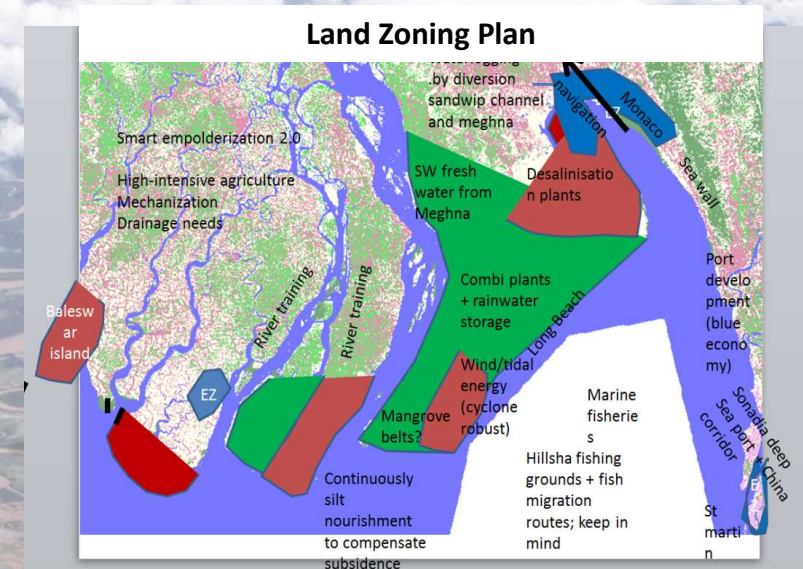 Land Zoning Plan
.by diversion
sandwip channel
and meghna
navigation
Monaco
EZ
Smart empolderization 2.0
High-intensive agriculture
Mechanization
Drainage needs
SW fresh
water from
Meghna
Desalinisatio
n plants
Sea wall
River training
River training
Combi plants
+ rainwater
storage
Long Beach
Port
develo
pment
(blue
econo
my)
Balesw
ar
island
EZ
Wind/tidal
energy
(cyclone
robust)
Mangrove
belts?
Marine
fisherie
s
Hillsha fishing
grounds + fish
migration
routes; keep in
mind
Sonadia deep
Sea port
corridor
China
E
St
marti
n
Continuously
silt
nourishment
to compensate
subsidence